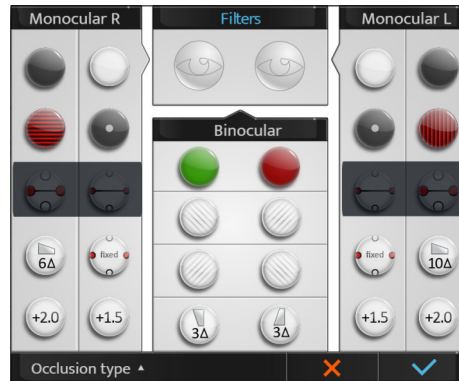 Monocular R
Filters
Monocular L
Binocular
6Δ
fixed
fixed
10Δ
+2.0
+1.5
3Δ
3Δ
+1.5
+2.0
Occlusion type